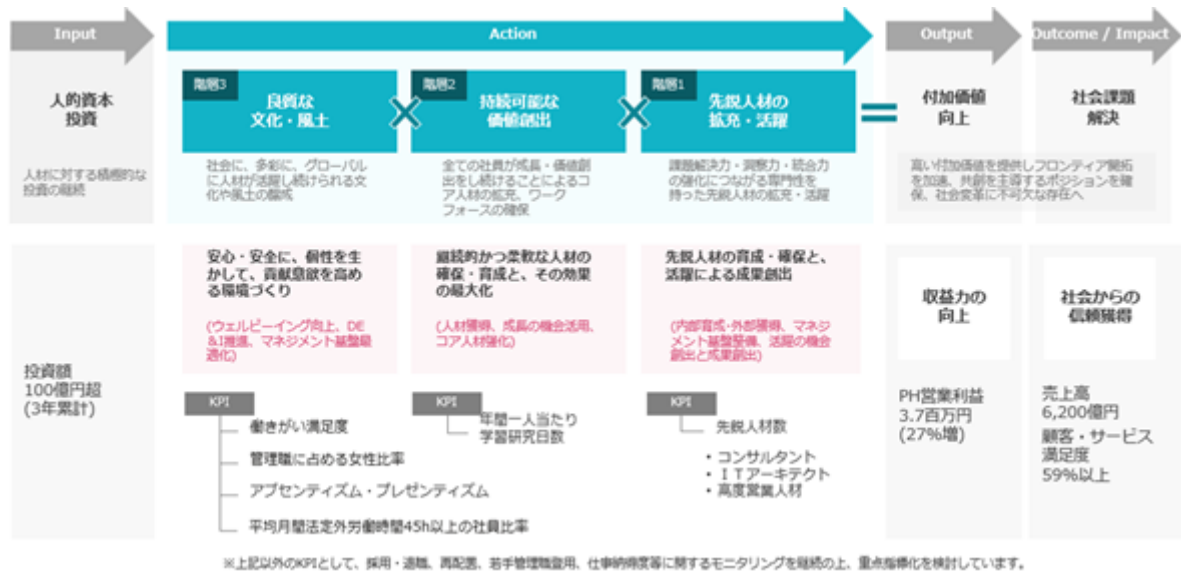 Input
Action
Output
Outcome / Impact
人的資本
投資
人材に対する積極的な
投資の継続
階層3
良質な
文化・風土
社会に、多彩に、グローバル
に人材が活躍し続けられる文
化や風土の醸成
階層2
持続可能な
価値創出
全ての社員が成長・価値創
出をし続けることによるコ
ア人材の拡充、ワーク
フォースの確保
階層1
先鋭人材の
拡充・活躍
課題解決力・洞察力・統合力
の強化につながる専門性を
持った先鋭人材の拡充・活躍
付加価値
向上
社会課題
解決
高い付加価値を提供しフロンティア開拓
を加速、共創を主導するポジションを確
保、社会変革に不可欠な存在へ
投資額
100億円超
(3年累計)
安心・安全に、個性を生
かして、貢献意欲を高め
る環境づくり
(ウェルビーイング向上、DE
&I推進、マネジメント基盤最
適化)
継続的かつ柔軟な人材の
確保・育成と、その効果
の最大化
(人材獲得、成長の機会活用、
コア人材強化)
先鋭人材の育成・確保と、
活躍による成果創出
(内部育成・外部獲得、マネジ
メント基盤整備、活躍の機会
創出と成果創出)
収益力の
向上
社会からの
信頼獲得
KPI
働きがい満足度
管理職に占める女性比率
アブセンティズム・プレゼンティズム
平均月間法定外労働時間45h以上の社員比率
KPI
年間一人当たり
学習研究日数
KPI
先鋭人材数
• コンサルタント
• ITアーキテクト
• 高度営業人材
PH営業利益
3.7百万円
(27%増)
売上高
6,200億円
顧客・サービス
満足度
59%以上
※上記以外のKPIとして、採用・退職、再配置、若手管理職登用、仕事納得度等に関するモニタリングを継続の上、重点指標化を検討しています。